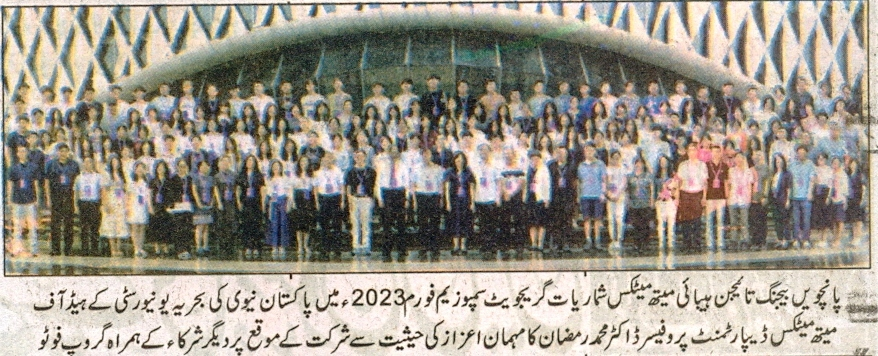 پانچویں بیجنگ تائیجن ہیبائی میتھ میٹکس شماریات گریجویٹ سمپوزیم فورم 2023ء میں پاکستان نیوی کی بحریہ یونیورسٹی کے ہیڈ آف
میتھ میٹکس ڈیپارٹمنٹ پروفیسر ڈاکٹر محمد رمضان کا مہمان اعزاز کی حیثیت سے شرکت کے موقع پر دیگر شرکاء کے ہمراہ گروپ فوٹو